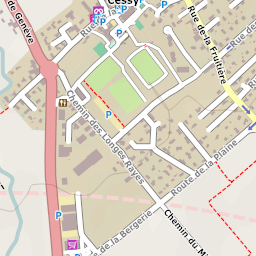 Cessy
de Genève
Rue
Rue de la Fruitière
Rue de
Chemin des Longes Rayes
P
P
P
P
Route de la Plaine
de la Bergerie
Chemin du M